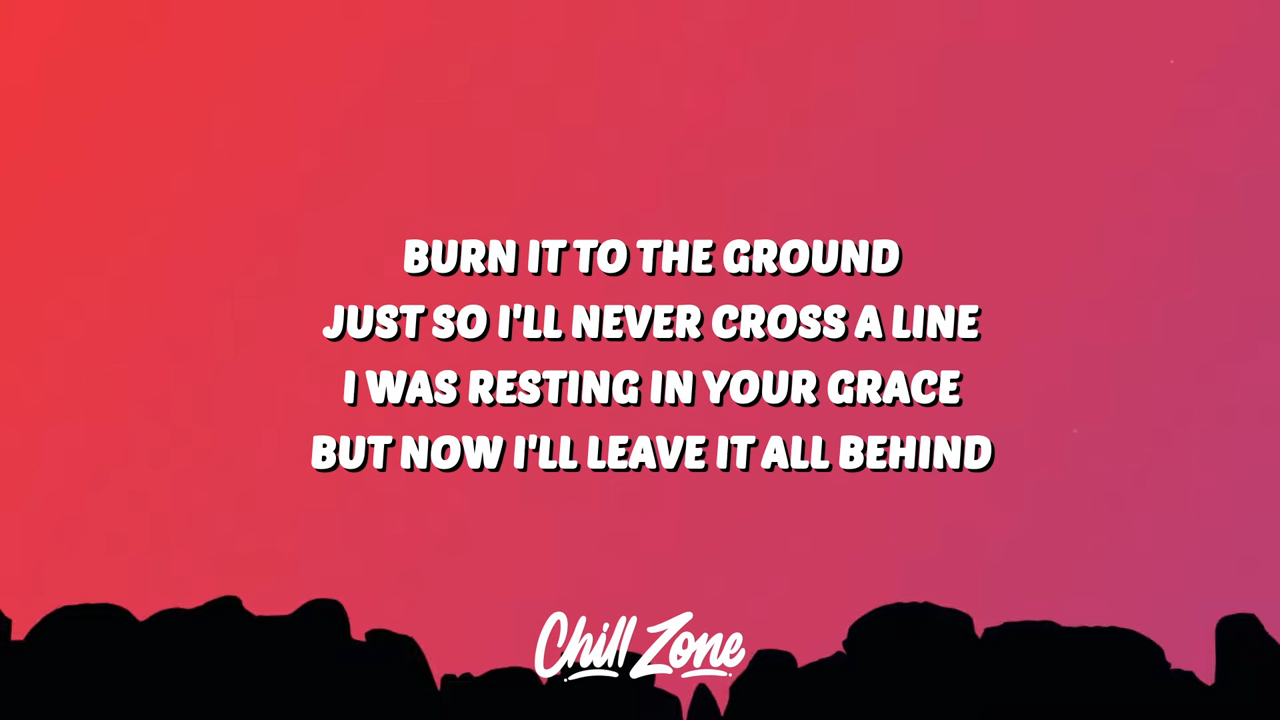 BURN IT TO THE GROUND
JUST SO I'LL NEVER CROSS A LINE
I WAS RESTING IN YOUR GRACE
BUT NOW I'LL LEAVE IT ALL BEHIND
Chill Zone